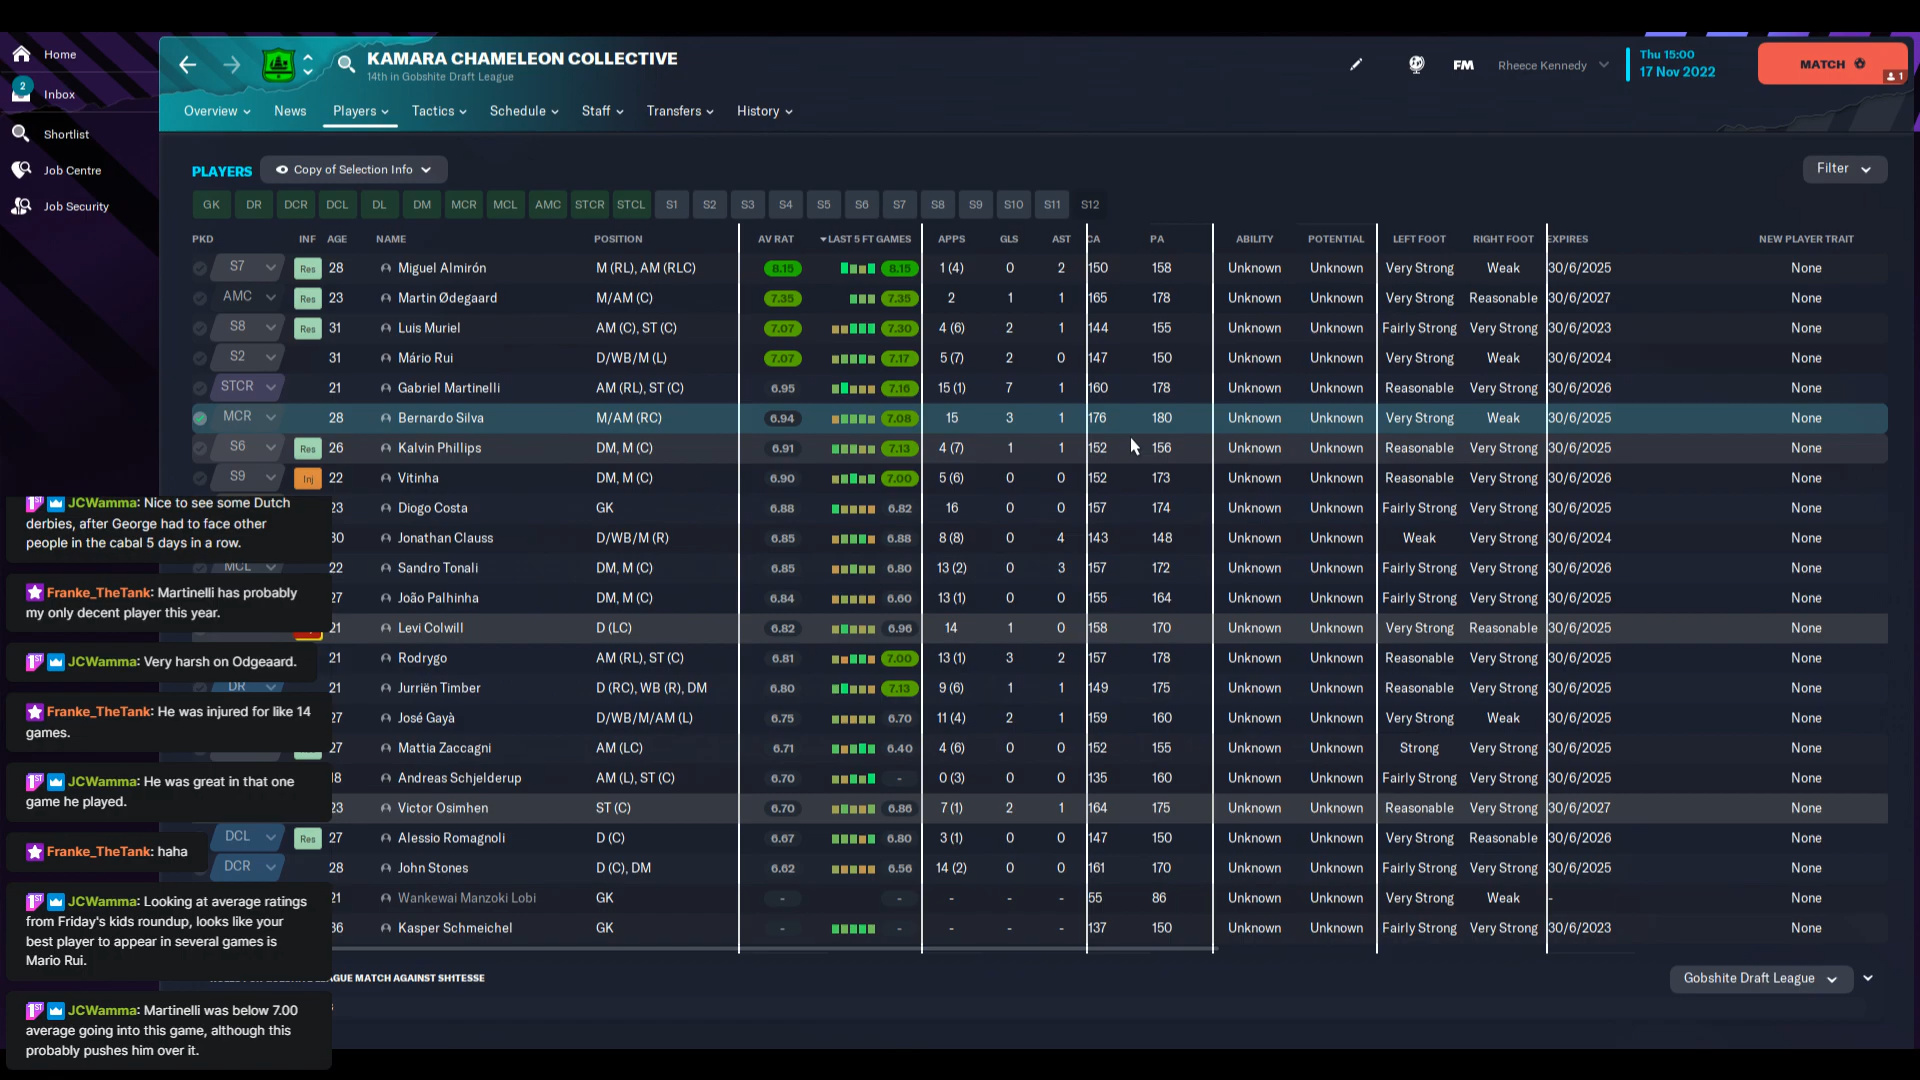 Home
2
Inbox
Shortlist
Job Centre
Job Security
KAMARA CHAMELEON COLLECTIVE
14th in Gobshite Draft League
FM
Rheece Kennedy
Thu 15:00
17 Nov 2022
MATCH
1
Overview
News
Players
Tactics
Schedule
Staff
Transfers
History
PLAYERS
Copy of Selection Info
Filter
GK DR DCR DCL DL DM MCR MCL AMC STCR STCL S1 S2 S3 S4 S5 S6 S7 S8 S9 S10 S11 S12
PKD INF AGE NAME POSITION AV RAT LAST 5 FT GAMES APPS GLS AST CA PA ABILITY POTENTIAL LEFT FOOT RIGHT FOOT EXPIRES NEW PLAYER TRAIT
S7 Res 28 Miguel Almirón M (RL), AM (RLC) 8.15 8.15 1 (4) 0 2 150 158 Unknown Unknown Very Strong Weak 30/6/2025 None
AMC Res 23 Martin Ødegaard M/AM (C) 7.35 7.35 2 1 1 165 178 Unknown Unknown Very Strong Reasonable 30/6/2027 None
S8 Res 31 Luis Muriel AM (C), ST (C) 7.07 7.30 4 (6) 2 1 144 155 Unknown Unknown Fairly Strong Very Strong 30/6/2023 None
S2 31 Mário Rui D/WB/M (L) 7.07 7.17 5 (7) 2 0 147 150 Unknown Unknown Very Strong Weak 30/6/2024 None
STCR 21 Gabriel Martinelli AM (RL), ST (C) 6.95 7.16 15 (1) 7 1 160 178 Unknown Unknown Reasonable Very Strong 30/6/2026 None
MCR 28 Bernardo Silva M/AM (RC) 6.94 7.08 15 3 1 176 180 Unknown Unknown Very Strong Weak 30/6/2025 None
S6 Res 26 Kalvin Phillips DM, M (C) 6.91 7.13 4 (7) 1 1 152 156 Unknown Unknown Reasonable Very Strong 30/6/2025 None
S9 Inj 22 Vitinha DM, M (C) 6.90 7.00 5 (6) 0 0 152 173 Unknown Unknown Reasonable Very Strong 30/6/2026 None
23 Diogo Costa GK 6.88 6.82 16 0 0 157 174 Unknown Unknown Fairly Strong Very Strong 30/6/2025 None
30 Jonathan Clauss D/WB/M (R) 6.85 6.88 8 (8) 0 4 143 148 Unknown Unknown Weak Very Strong 30/6/2024 None
MCL 22 Sandro Tonali DM, M (C) 6.85 6.80 13 (2) 0 3 157 172 Unknown Unknown Fairly Strong Very Strong 30/6/2026 None
27 João Palhinha DM, M (C) 6.84 6.60 13 (1) 0 0 155 164 Unknown Unknown Fairly Strong Very Strong 30/6/2025 None
21 Levi Colwill D (LC) 6.82 6.96 14 1 0 158 170 Unknown Unknown Very Strong Reasonable 30/6/2025 None
21 Rodrygo AM (RL), ST (C) 6.81 7.00 13 (1) 3 2 157 178 Unknown Unknown Reasonable Very Strong 30/6/2025 None
DR 21 Jurriën Timber D (RC), WB (R), DM 6.80 7.13 9 (6) 1 1 149 175 Unknown Unknown Reasonable Very Strong 30/6/2025 None
27 José Gayà D/WB/M/AM (L) 6.75 6.70 11 (4) 2 1 159 160 Unknown Unknown Very Strong Weak 30/6/2025 None
27 Mattia Zaccagni AM (LC) 6.71 6.40 4 (6) 0 0 152 155 Unknown Unknown Strong Very Strong 30/6/2025 None
18 Andreas Schjelderup AM (L), ST (C) 6.70 - 0 (3) 0 0 135 160 Unknown Unknown Fairly Strong Very Strong 30/6/2025 None
23 Victor Osimhen ST (C) 6.70 6.86 7 (1) 2 1 164 175 Unknown Unknown Reasonable Very Strong 30/6/2027 None
DCL Res 27 Alessio Romagnoli D (C) 6.67 6.80 3 (1) 0 0 147 150 Unknown Unknown Very Strong Reasonable 30/6/2026 None
DCR 28 John Stones D (C), DM 6.62 6.56 14 (2) 0 0 161 170 Unknown Unknown Fairly Strong Very Strong 30/6/2025 None
21 Wankewai Manzoki Lobi GK - - - - - 55 86 Unknown Unknown Very Strong Weak - None
36 Kasper Schmeichel GK - - - - - 137 150 Unknown Unknown Fairly Strong Very Strong 30/6/2023 None
LEAGUE MATCH AGAINST SH1TESSE
Gobshite Draft League
1ST JCWamma: Nice to see some Dutch
derbies, after George had to face other
people in the cabal 5 days in a row.
Franke_TheTank: Martinelli has probably
my only decent player this year.
1ST JCWamma: Very harsh on Odgeaard.
Franke_TheTank: He was injured for like 14
games.
1ST JCWamma: He was great in that one
game he played.
Franke_TheTank: haha
1ST JCWamma: Looking at average ratings
from Friday's kids roundup, looks like your
best player to appear in several games is
Mario Rui.
1ST JCWamma: Martinelli was below 7.00
average going into this game, although this
probably pushes him over it.